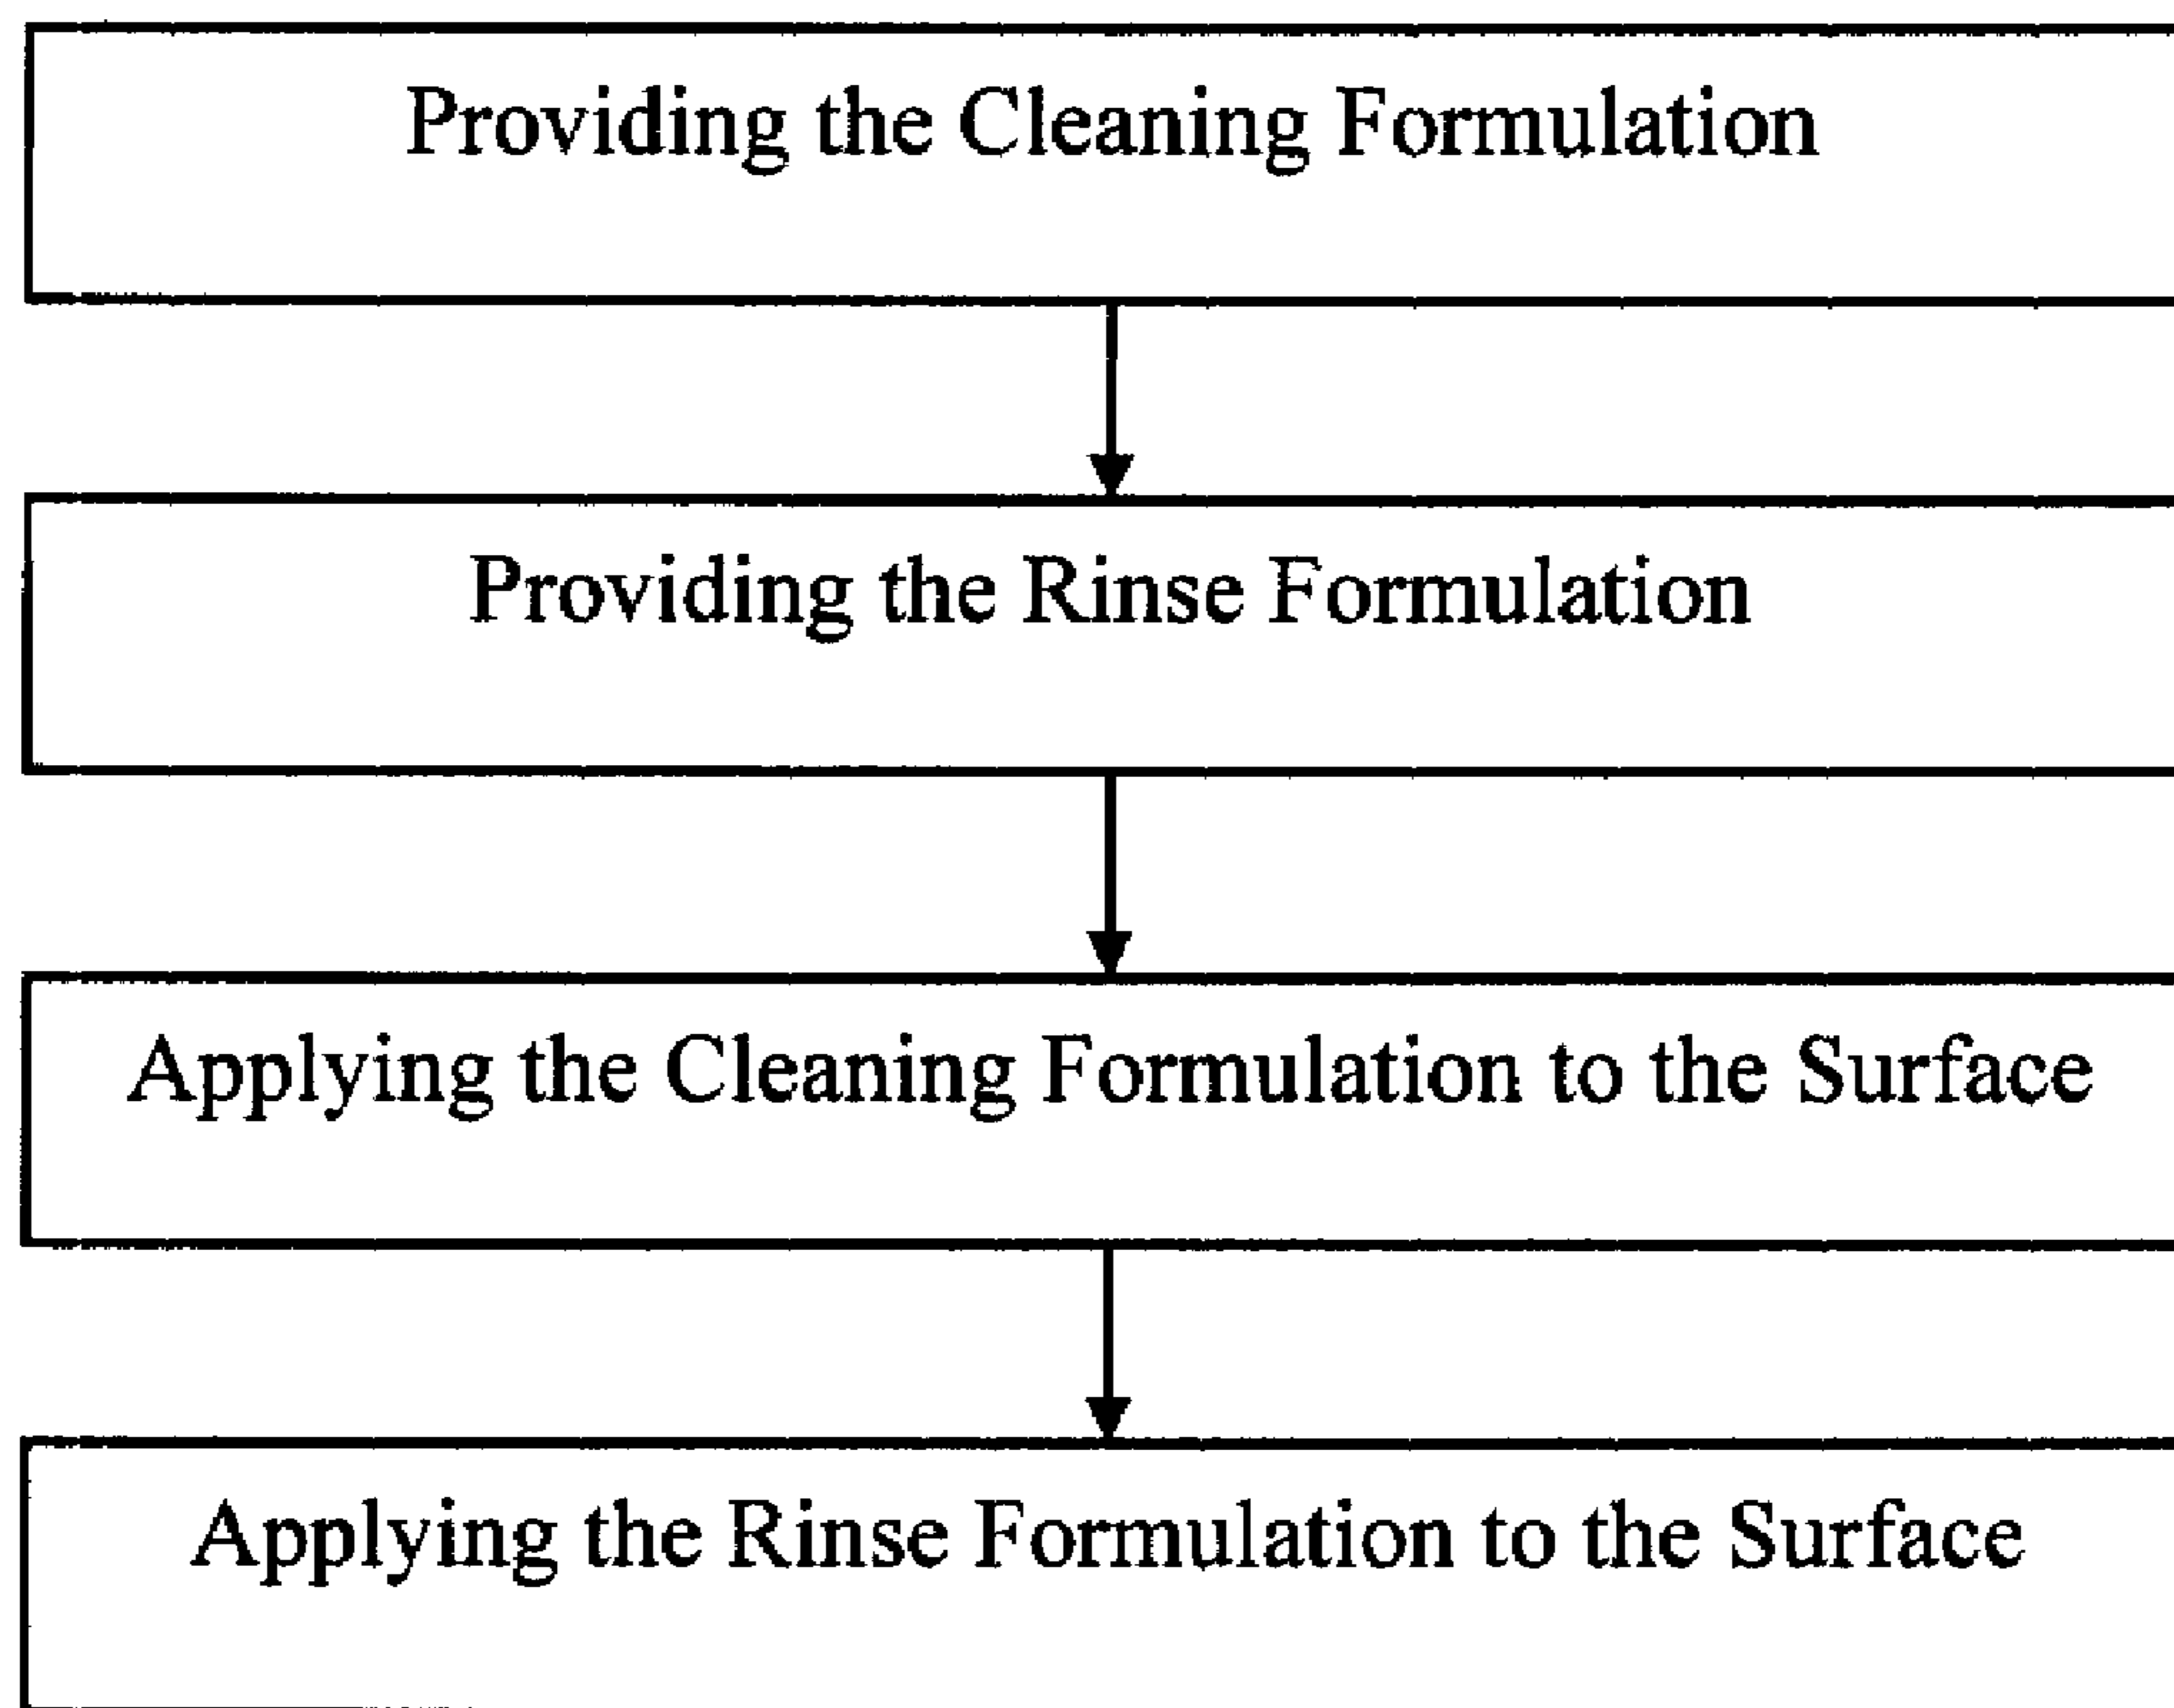 Providing the Cleaning Formulation
Providing the Rinse Formulation
Applying the Cleaning Formulation to the Surface
Applying the Rinse Formulation to the Surface